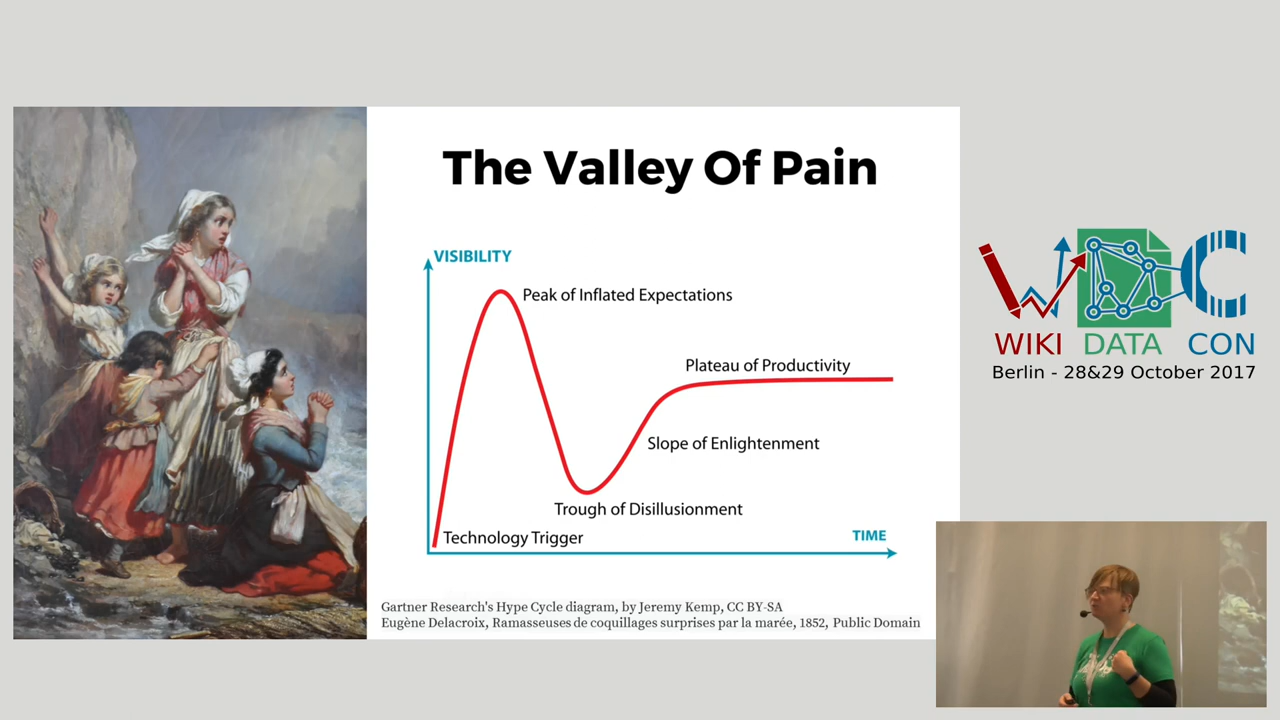 The Valley Of Pain
VISIBILITY
Peak of Inflated Expectations
Plateau of Productivity
Slope of Enlightenment
Trough of Disillusionment
Technology Trigger
TIME
Gartner Research's Hype Cycle diagram, by Jeremy Kemp, CC BY-SA
Eugène Delacroix, Ramasseuses de coquillages surprises par la marée, 1852, Public Domain
WDC
WIKI DATA CON
Berlin - 28&29 October 2017